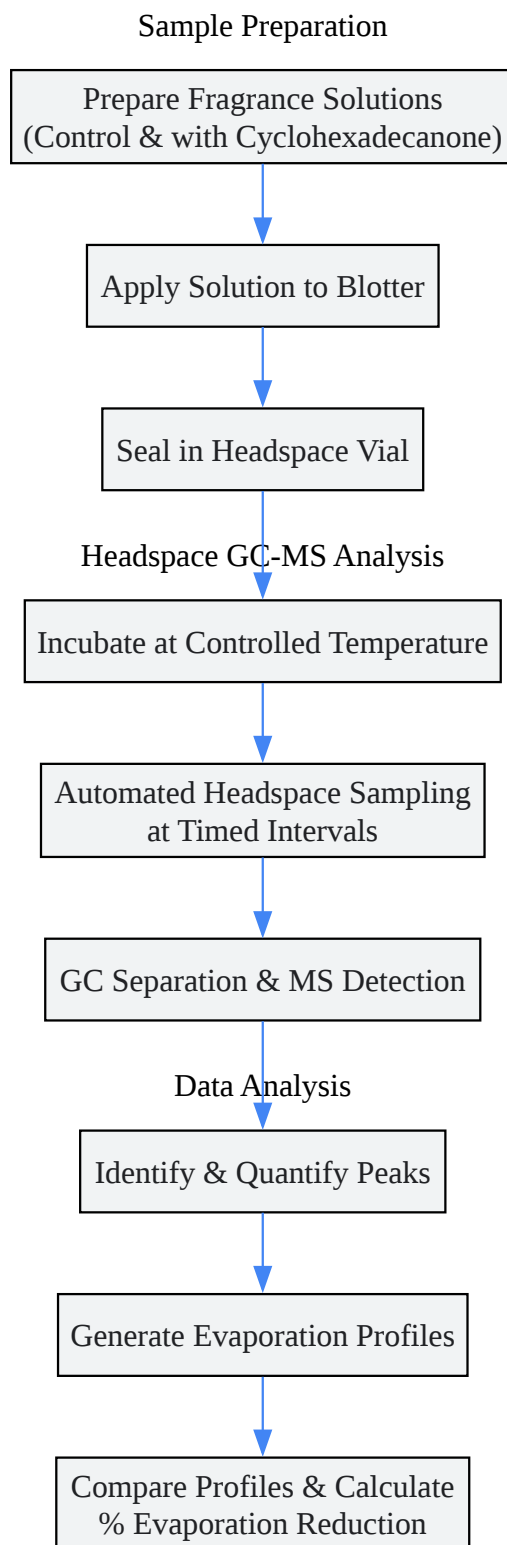 Sample Preparation
Prepare Fragrance Solutions
(Control & with Cyclohexadecanone)
Apply Solution to Blotter
Seal in Headspace Vial
Headspace GC-MS Analysis
Incubate at Controlled Temperature
Automated Headspace Sampling
at Timed Intervals
GC Separation & MS Detection
Data Analysis
Identify & Quantify Peaks
Generate Evaporation Profiles
Compare Profiles & Calculate
% Evaporation Reduction